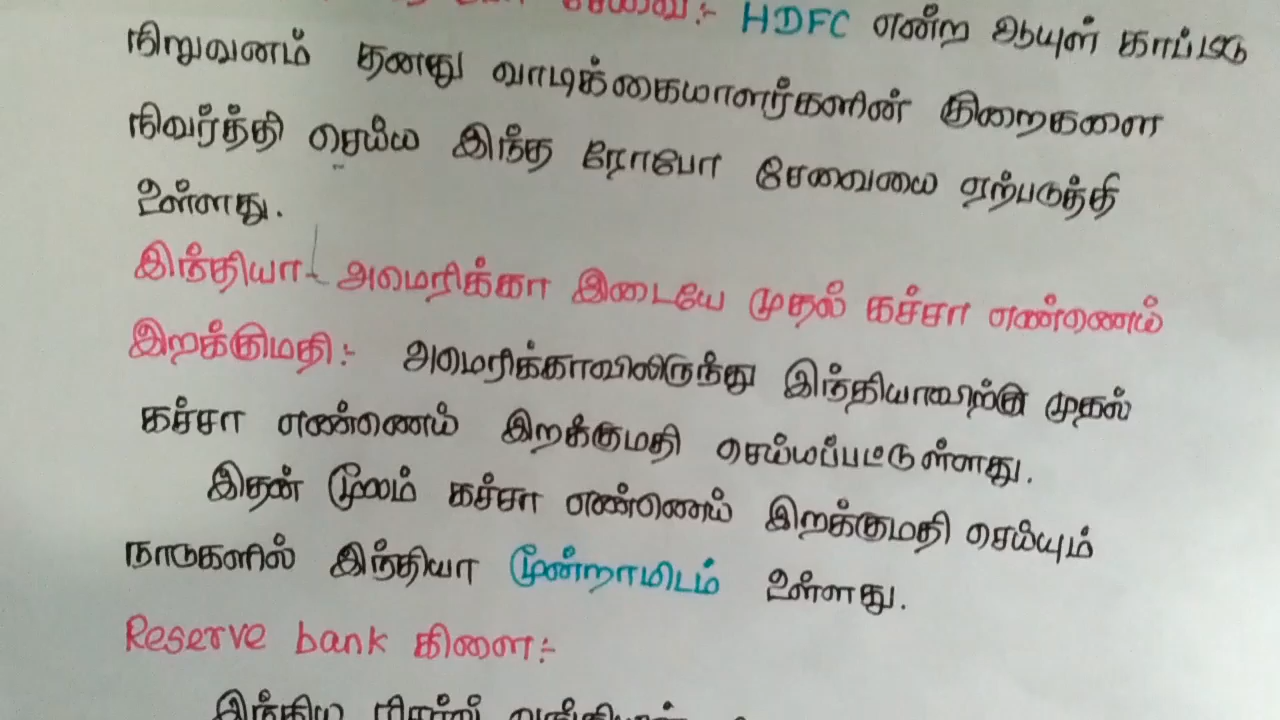 சேவை:- HDFC என்ற ஆயுள் காப்பீடு
நிறுவனம் தனது வாடிக்கையாளர்களின் குறைகளை
நிவர்த்தி செய்ய இந்த ரோபோ சேவையை ஏற்படுத்தி
உள்ளது.
இந்தியா - அமெரிக்கா இடையே முதல் கச்சா எண்ணெய்
இறக்குமதி:- அமெரிக்காவிலிருந்து இந்தியாவிற்கு முதல்
கச்சா எண்ணெய் இறக்குமதி செய்யப்பட்டுள்ளது.
இதன் மூலம் கச்சா எண்ணெய் இறக்குமதி செய்யும்
நாடுகளில் இந்தியா மூன்றாமிடம் உள்ளது.
Reserve bank கிளை:-
இந்திய ரிசர்வ்